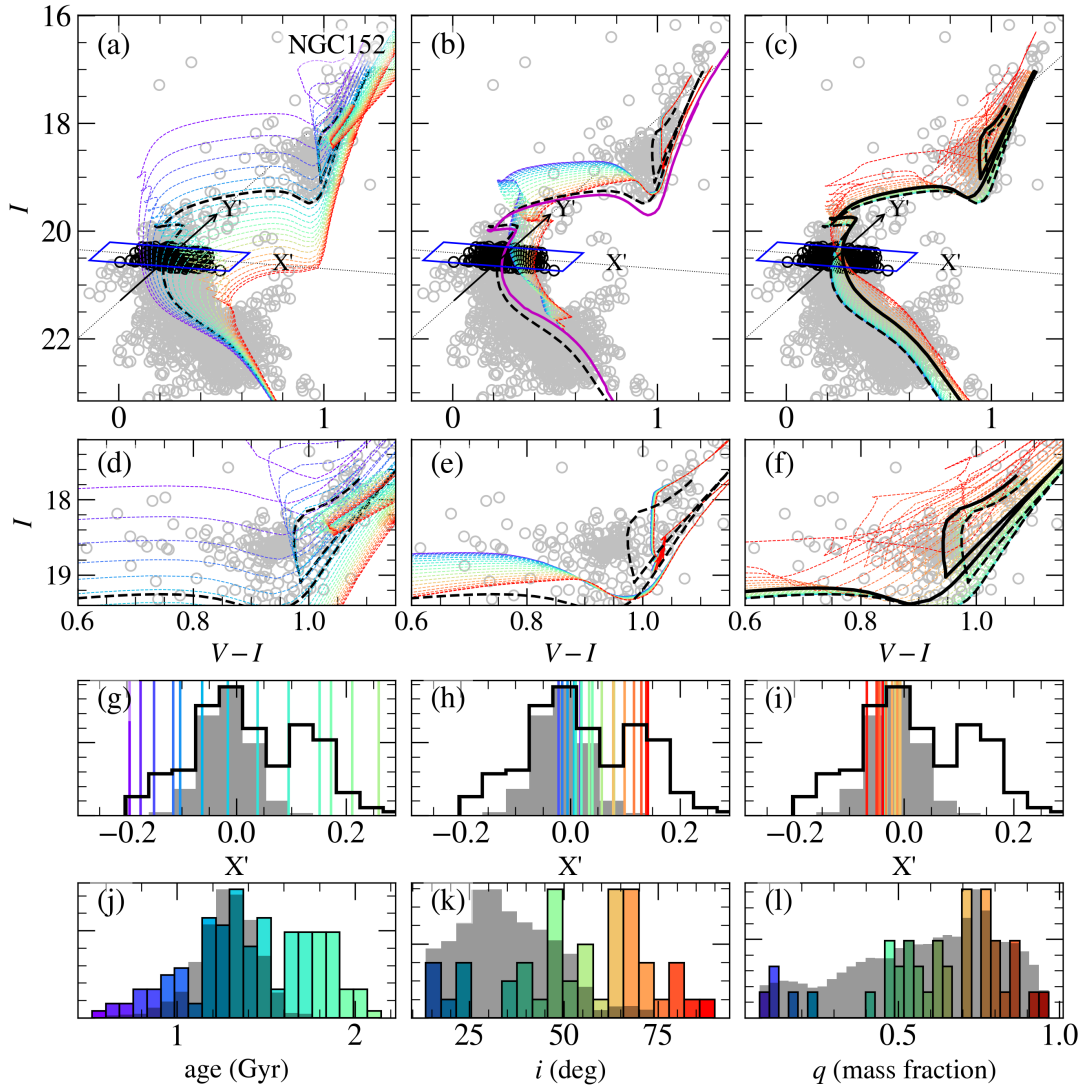 (a) NGC152
(b)
(c)
16
18
20
22
I
Y'
X'
Y'
X'
Y'
X'
0 1
0 1
0 1
(d)
(e)
(f)
18
19
I
0.6 0.8 1.0
0.6 0.8 1.0
0.6 0.8 1.0
V − I
V − I
V − I
(g)
(h)
(i)
−0.2 0.0 0.2
−0.2 0.0 0.2
−0.2 0.0 0.2
X'
X'
X'
(j)
(k)
(l)
1 2
25 50 75
0.5 1.0
age (Gyr)
i (deg)
q (mass fraction)